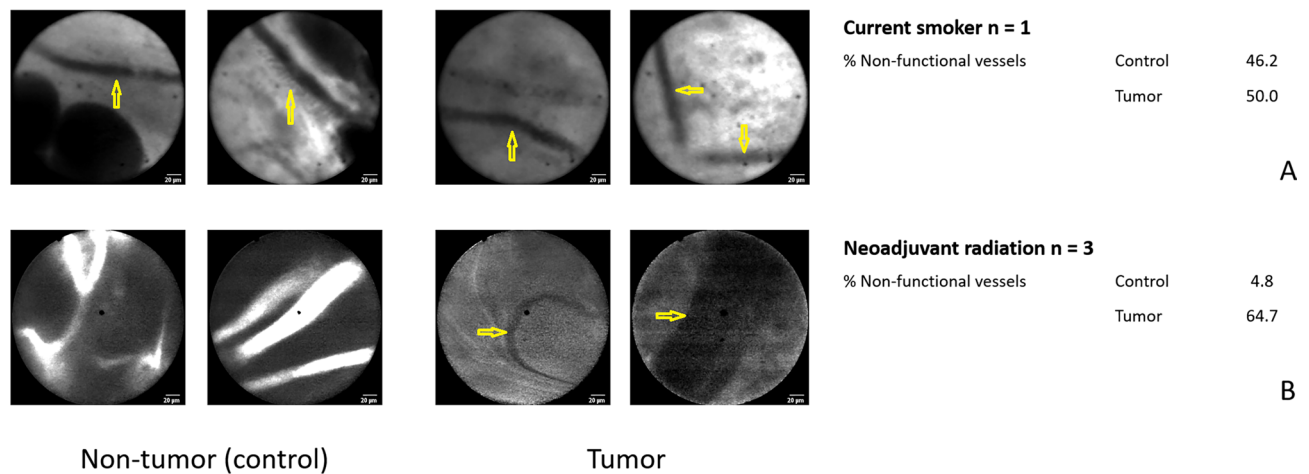 Current smoker n = 1
% Non-functional vessels Control 46.2
Tumor 50.0
A
20 µm
20 µm
20 µm
20 µm
Neoadjuvant radiation n = 3
% Non-functional vessels Control 4.8
Tumor 64.7
B
20 µm
20 µm
20 µm
20 µm
Non-tumor (control) Tumor